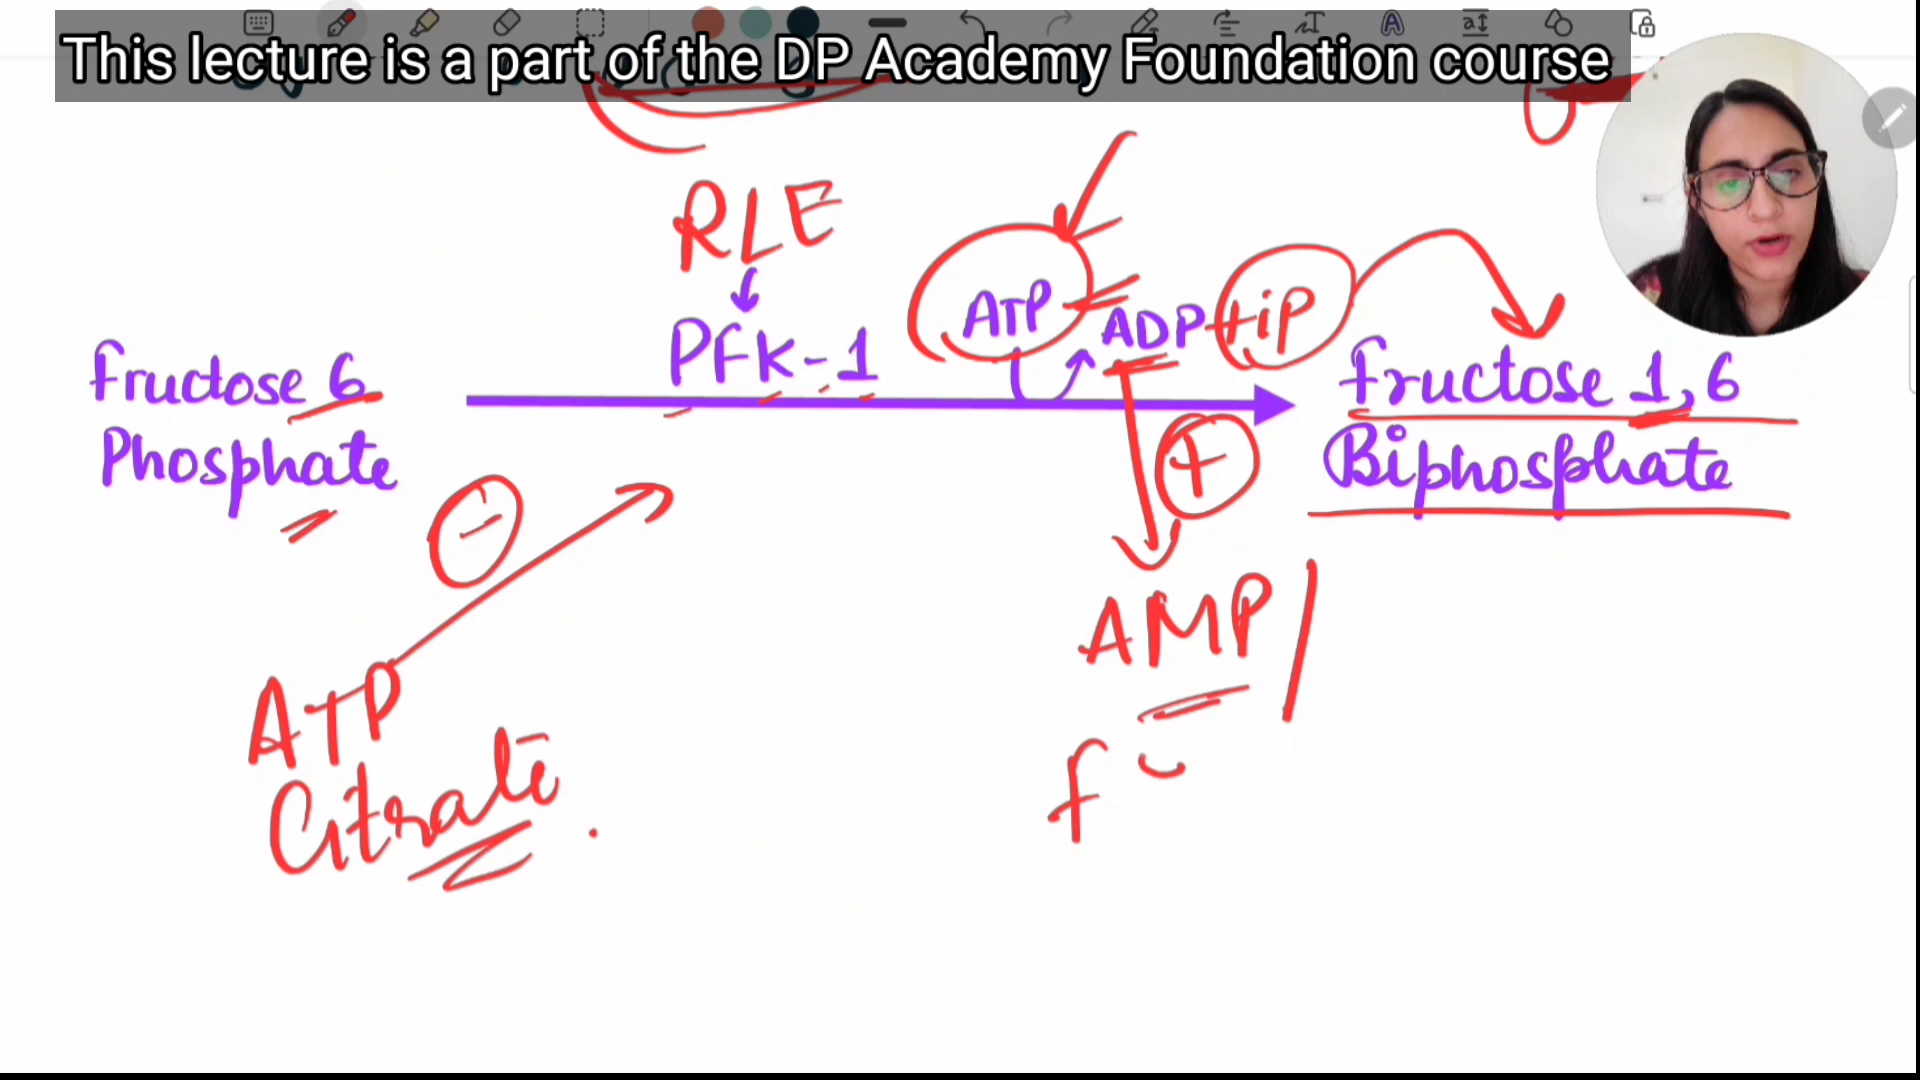 This lecture is a part of the DP Academy Foundation course
RLE
PFK-1
ATP
ADP+iP
Fructose 6
Phosphate
Fructose 1,6
Biphosphate
-
+
ATP
Citrate
AMP/
f